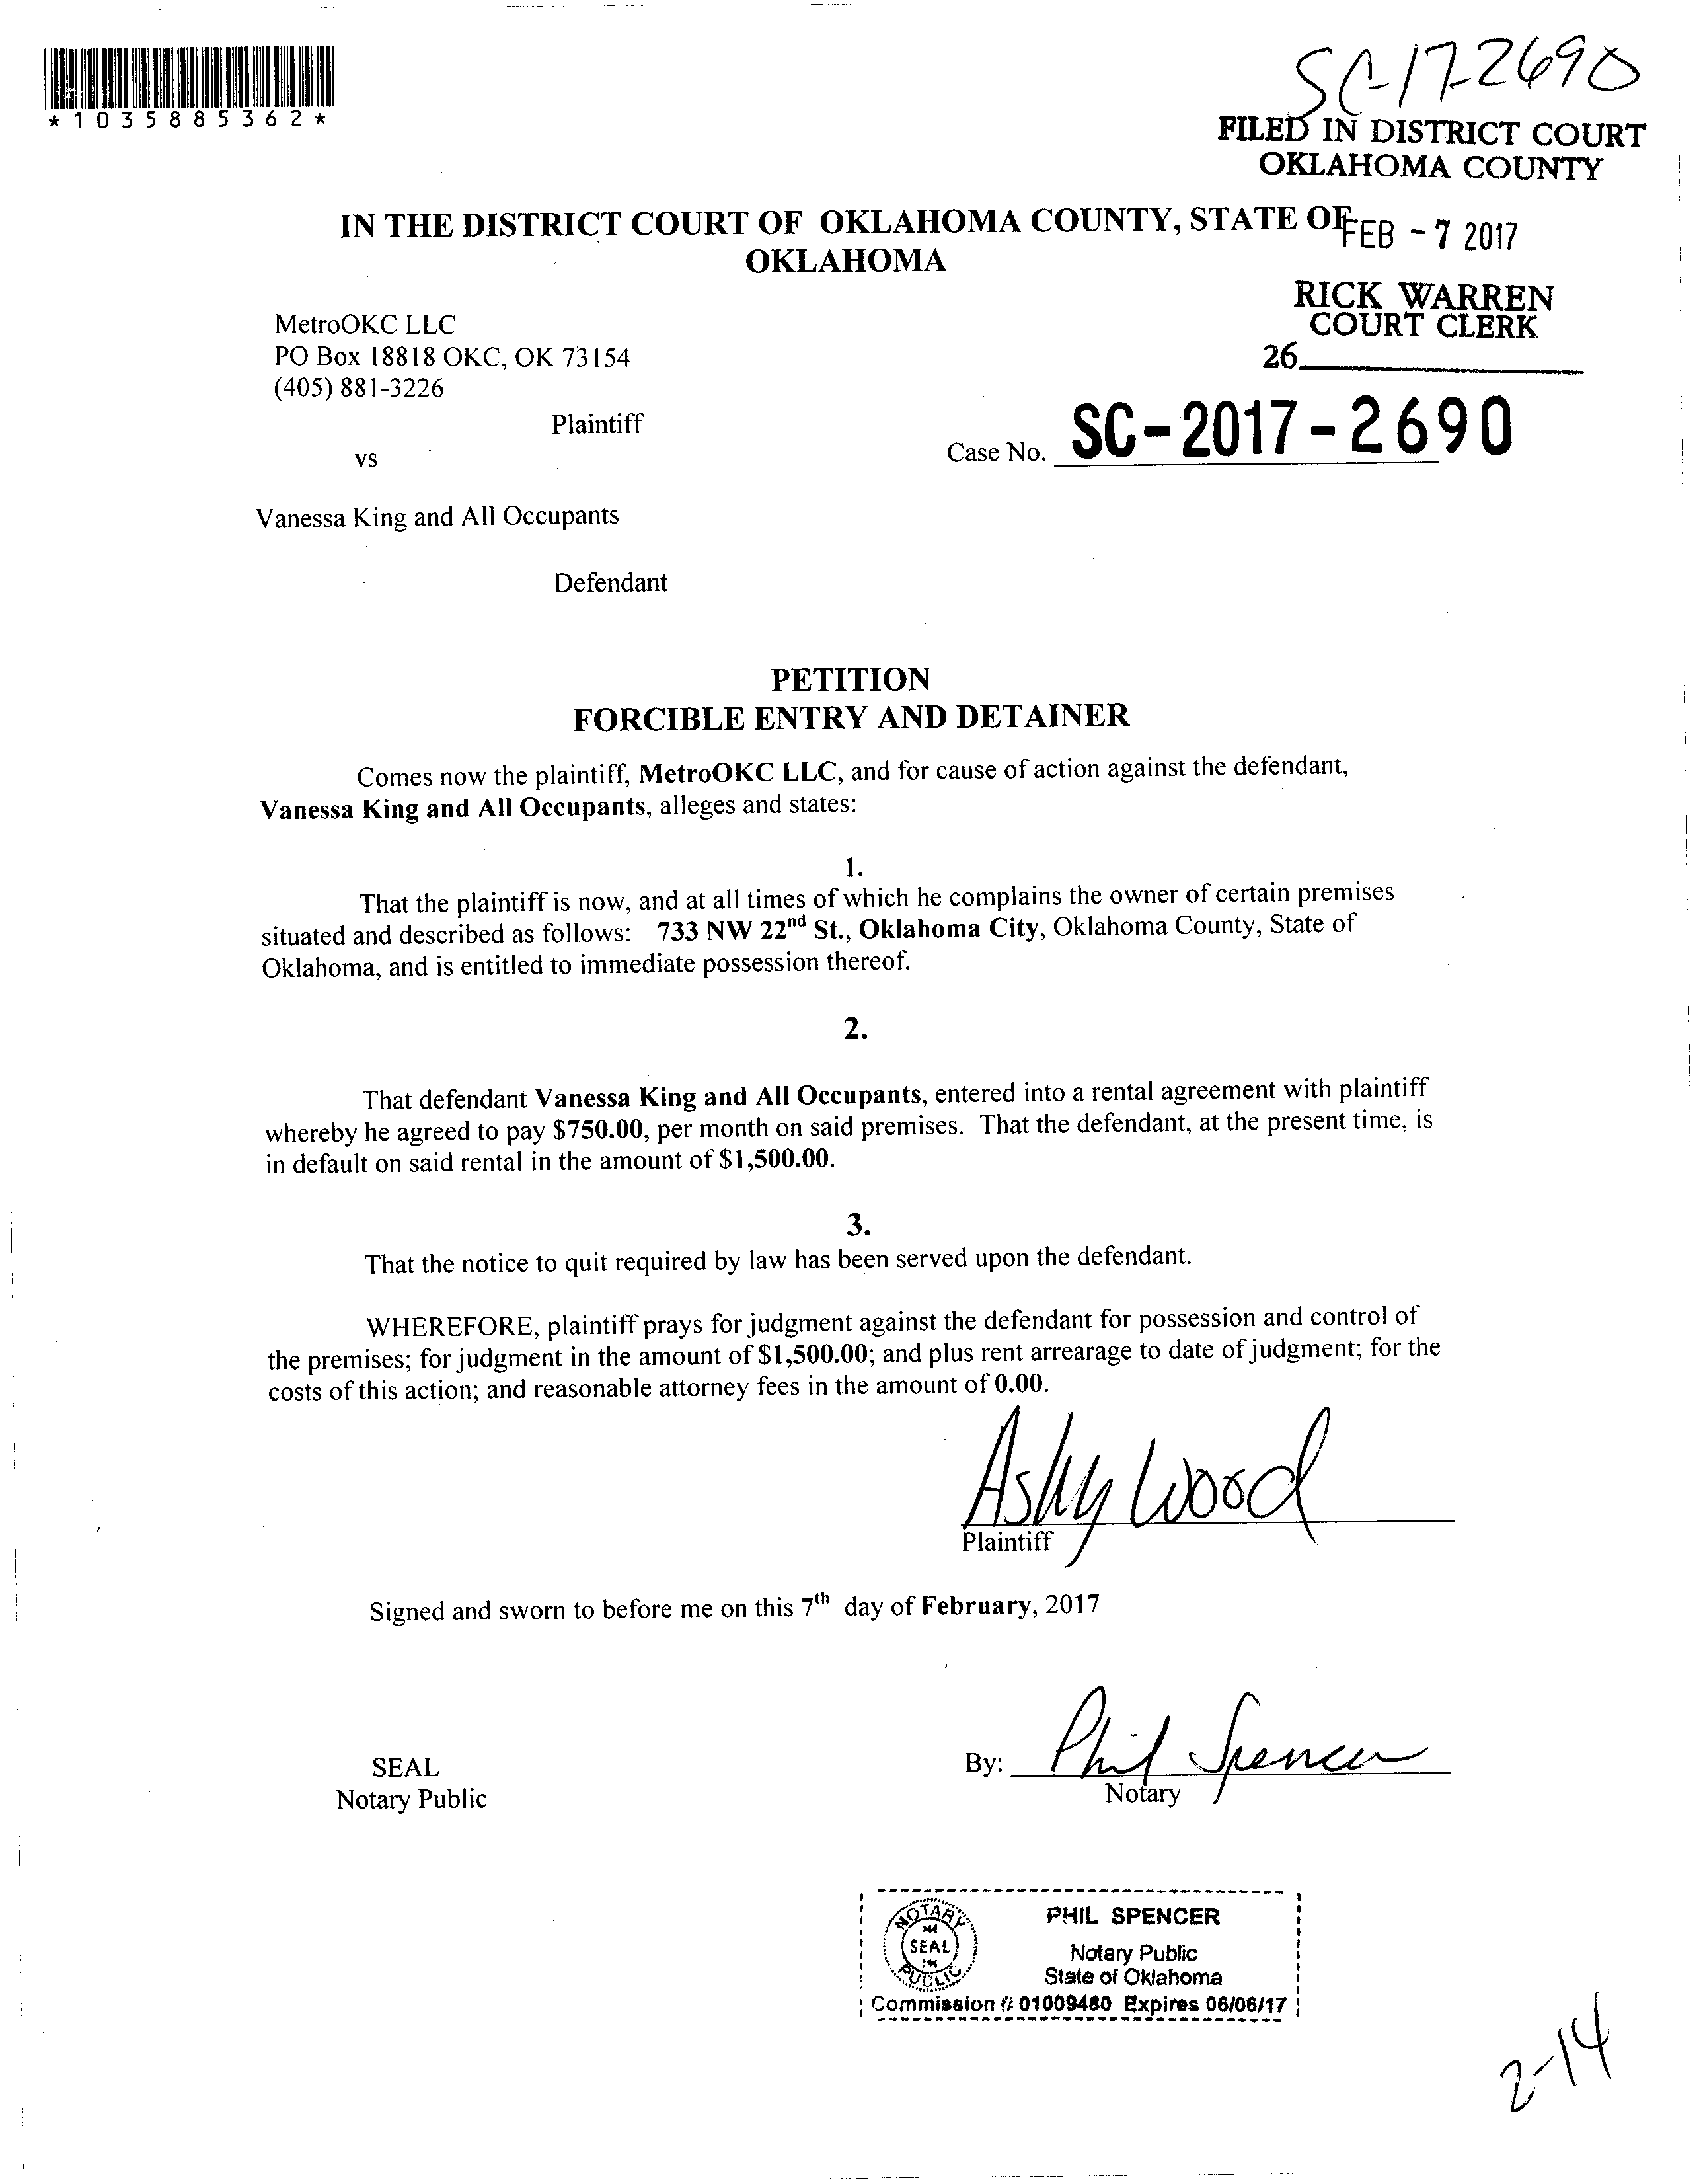 SC-17-2690
*1035885362*
FILED IN DISTRICT COURT
OKLAHOMA COUNTY
IN THE DISTRICT COURT OF OKLAHOMA COUNTY, STATE OF
FEB - 7 2017
OKLAHOMA
RICK WARREN
COURT CLERK
26
MetroOKC LLC
PO Box 18818 OKC, OK 73154
(405) 881-3226
Plaintiff
vs
Case No. SC-2017-2690
Vanessa King and All Occupants
Defendant
PETITION
FORCIBLE ENTRY AND DETAINER
Comes now the plaintiff, MetroOKC LLC, and for cause of action against the defendant,
Vanessa King and All Occupants, alleges and states:
1.
That the plaintiff is now, and at all times of which he complains the owner of certain premises
situated and described as follows: 733 NW 22nd St., Oklahoma City, Oklahoma County, State of
Oklahoma, and is entitled to immediate possession thereof.
2.
That defendant Vanessa King and All Occupants, entered into a rental agreement with plaintiff
whereby he agreed to pay $750.00, per month on said premises. That the defendant, at the present time, is
in default on said rental in the amount of $1,500.00.
3.
That the notice to quit required by law has been served upon the defendant.
WHEREFORE, plaintiff prays for judgment against the defendant for possession and control of
the premises; for judgment in the amount of $1,500.00; and plus rent arrearage to date of judgment; for the
costs of this action; and reasonable attorney fees in the amount of 0.00.
Wood
Plaintiff
Signed and sworn to before me on this 7th day of February, 2017
SEAL
Notary Public
By: Phil Spencer
Notary
NOTARY
SEAL
PUBLIC
PHIL SPENCER
Notary Public
State of Oklahoma
Commission # 01009480 Expires 06/06/17
2-14